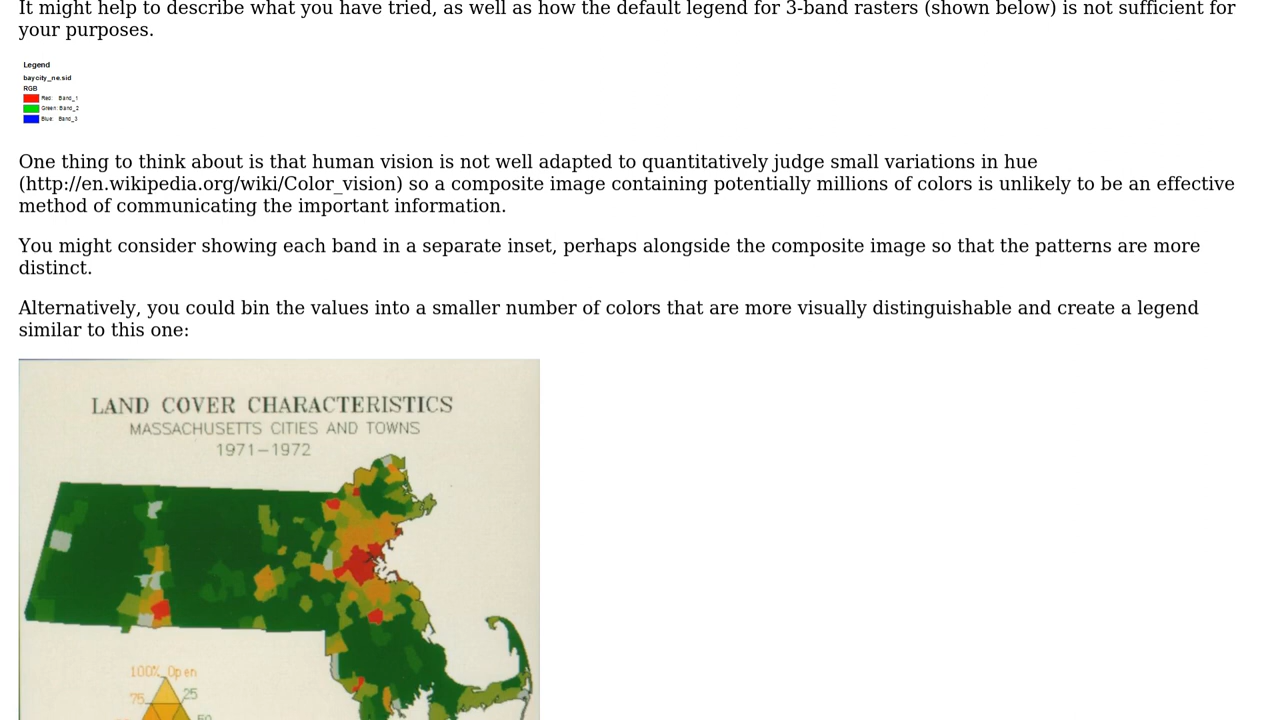 It might help to describe what you have tried, as well as how the default legend for 3-band rasters (shown below) is not sufficient for
your purposes.
Legend
baycity_ne.sid
RGB
Red: Band_1
Green: Band_2
Blue: Band_3
One thing to think about is that human vision is not well adapted to quantitatively judge small variations in hue
(http://en.wikipedia.org/wiki/Color_vision) so a composite image containing potentially millions of colors is unlikely to be an effective
method of communicating the important information.
You might consider showing each band in a separate inset, perhaps alongside the composite image so that the patterns are more
distinct.
Alternatively, you could bin the values into a smaller number of colors that are more visually distinguishable and create a legend
similar to this one:
LAND COVER CHARACTERISTICS
MASSACHUSETTS CITIES AND TOWNS
1971–1972
100% Open
75 25